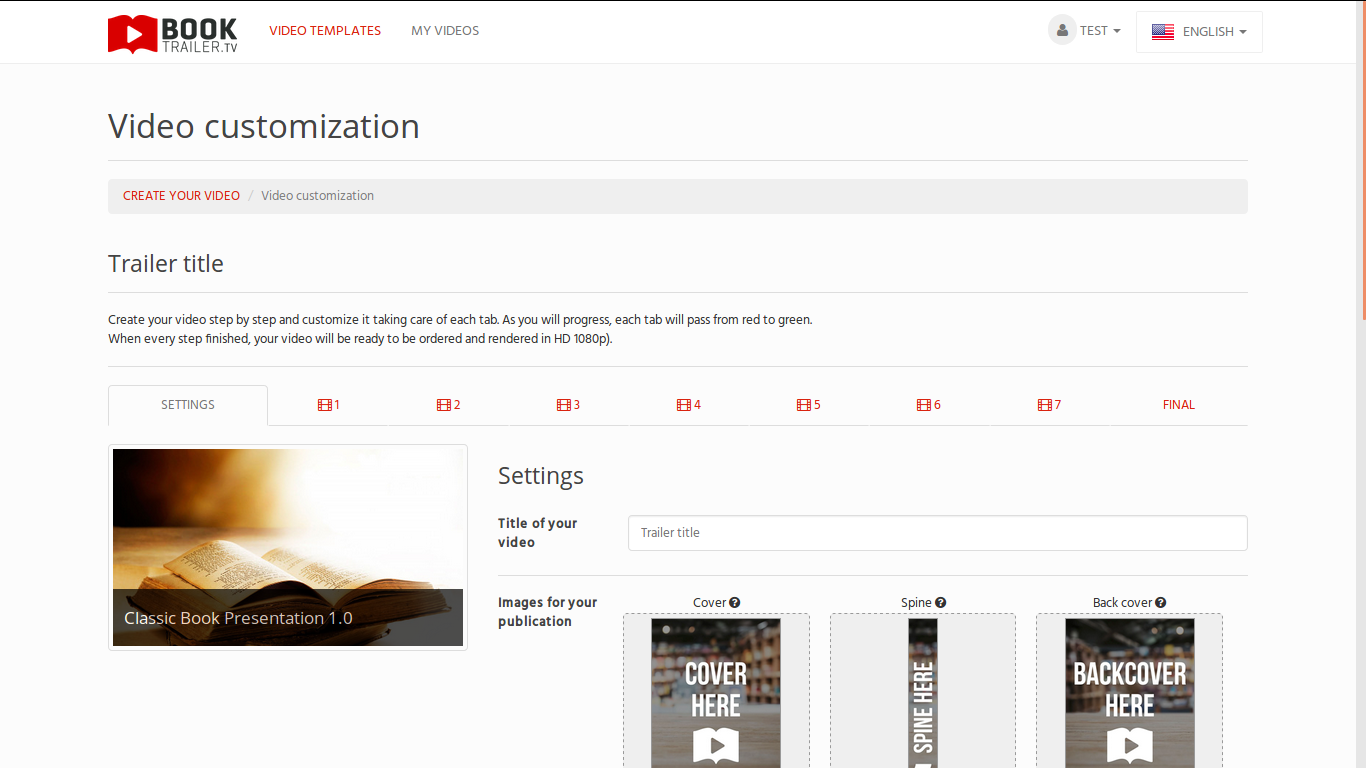 BOOK
TRAILER.TV
VIDEO TEMPLATES
MY VIDEOS
TEST
ENGLISH
Video customization
CREATE YOUR VIDEO / Video customization
Trailer title
Create your video step by step and customize it taking care of each tab. As you will progress, each tab will pass from red to green.
When every step finished, your video will be ready to be ordered and rendered in HD 1080p).
SETTINGS
1
2
3
4
5
6
7
FINAL
Classic Book Presentation 1.0
Settings
Title of your
video
Trailer title
Images for your
publication
Cover
Spine
Back cover
COVER
HERE
SPINE HERE
BACKCOVER
HERE